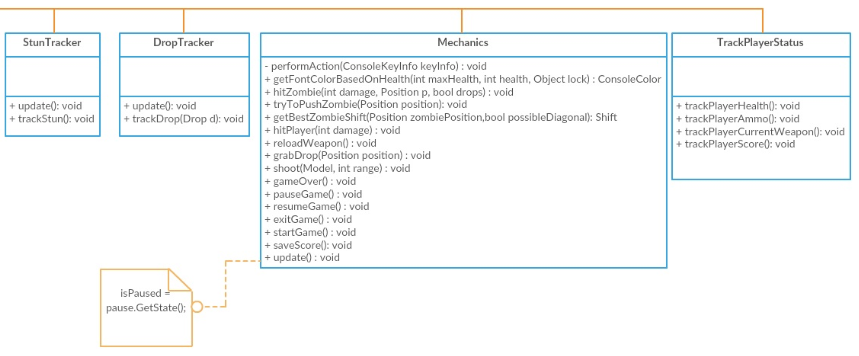 StunTracker
+ update(): void
+ trackStun(): void
DropTracker
+ update(): void
+ trackDrop(Drop d): void
Mechanics
- performAction(ConsoleKeyInfo keyInfo) : void
+ getFontColorBasedOnHealth(int maxHealth, int health, Object lock) : ConsoleColor
+ hitZombie(int damage, Position p, bool drops) : void
+ tryToPushZombie(Position position): void
+ getBestZombieShift(Position zombiePosition,bool possibleDiagonal): Shift
+ hitPlayer(int damage) : void
+ reloadWeapon() : void
+ grabDrop(Position position) : void
+ shoot(Model, int range) : void
+ gameOver() : void
+ pauseGame() : void
+ resumeGame() : void
+ exitGame() : void
+ startGame() : void
+ saveScore(): void
+ update() : void
TrackPlayerStatus
+ trackPlayerHealth(): void
+ trackPlayerAmmo(): void
+ trackPlayerCurrentWeapon(): void
+ trackPlayerScore(): void
isPaused =
pause.GetState();